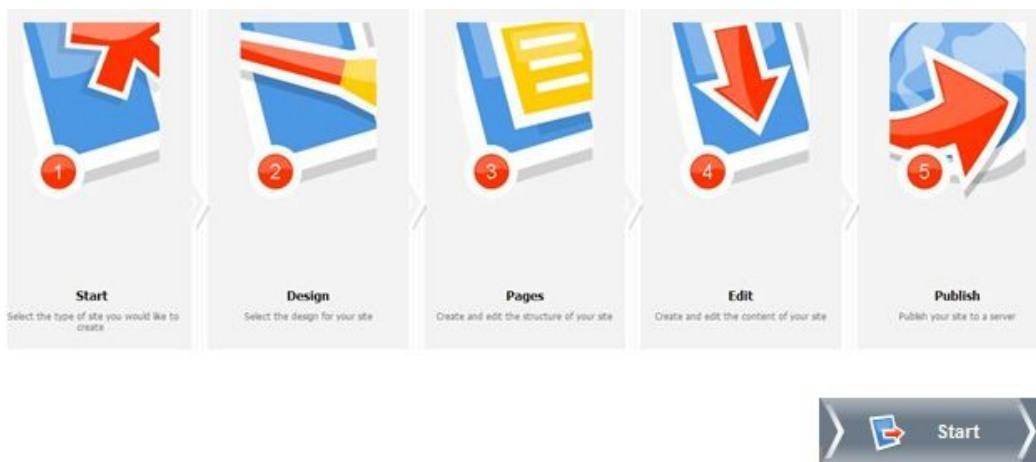 1
2
3
4
5
Start
Select the type of site you would like to
create
Design
Select the design for your site
Pages
Create and edit the structure of your site
Edit
Create and edit the content of your site
Publish
Publish your site to a server
Start